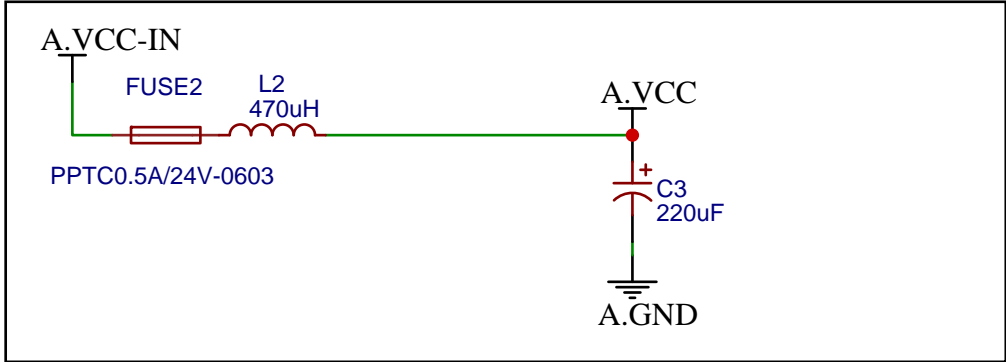 A.VCC-IN
FUSE2
L2
470uH
A.VCC
PPTC0.5A/24V-0603
+
C3
220uF
A.GND